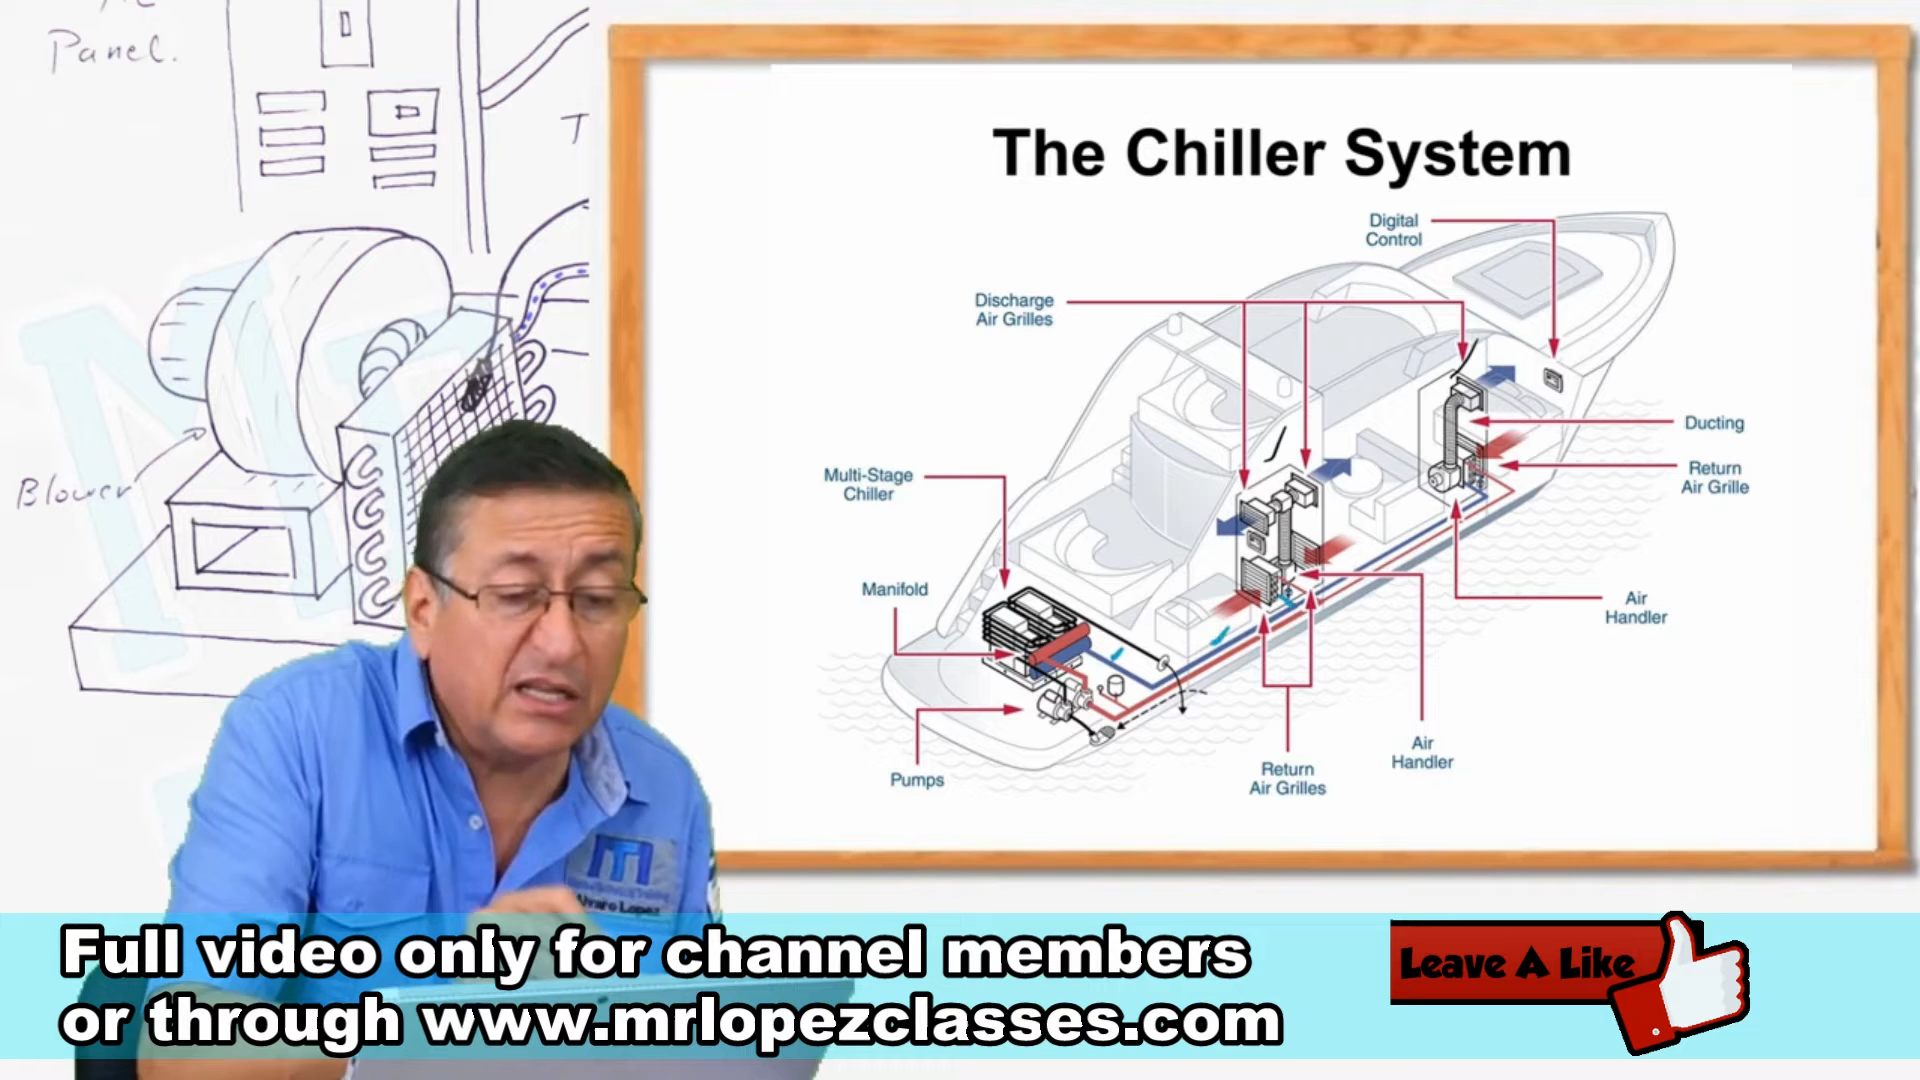 Panel.
T
Blower
The Chiller System
Digital
Control
Discharge
Air Grilles
Ducting
Return
Air Grille
Multi-Stage
Chiller
Manifold
Air
Handler
Pumps
Return
Air Grilles
Air
Handler
Alvaro Lopez
Full video only for channel members
or through www.mrlopezclasses.com
Leave A Like